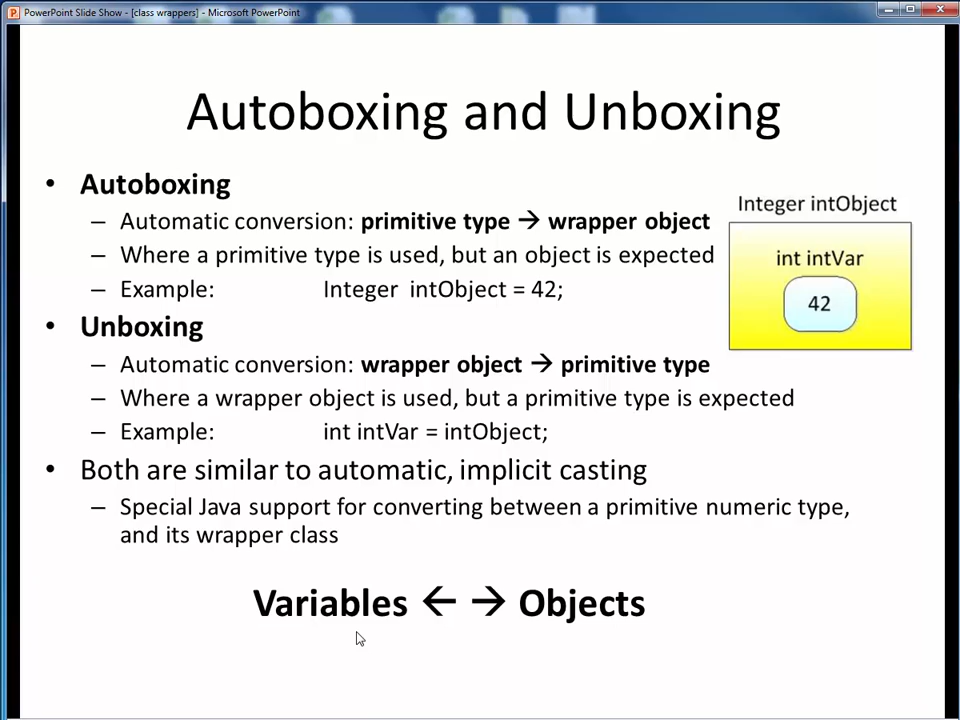 PowerPoint Slide Show - [class wrappers] - Microsoft PowerPoint
Autoboxing and Unboxing
• Autoboxing
– Automatic conversion: primitive type → wrapper object
– Where a primitive type is used, but an object is expected
– Example: Integer intObject = 42;
Integer intObject
int intVar
42
• Unboxing
– Automatic conversion: wrapper object → primitive type
– Where a wrapper object is used, but a primitive type is expected
– Example: int intVar = intObject;
• Both are similar to automatic, implicit casting
– Special Java support for converting between a primitive numeric type,
and its wrapper class
Variables ← → Objects